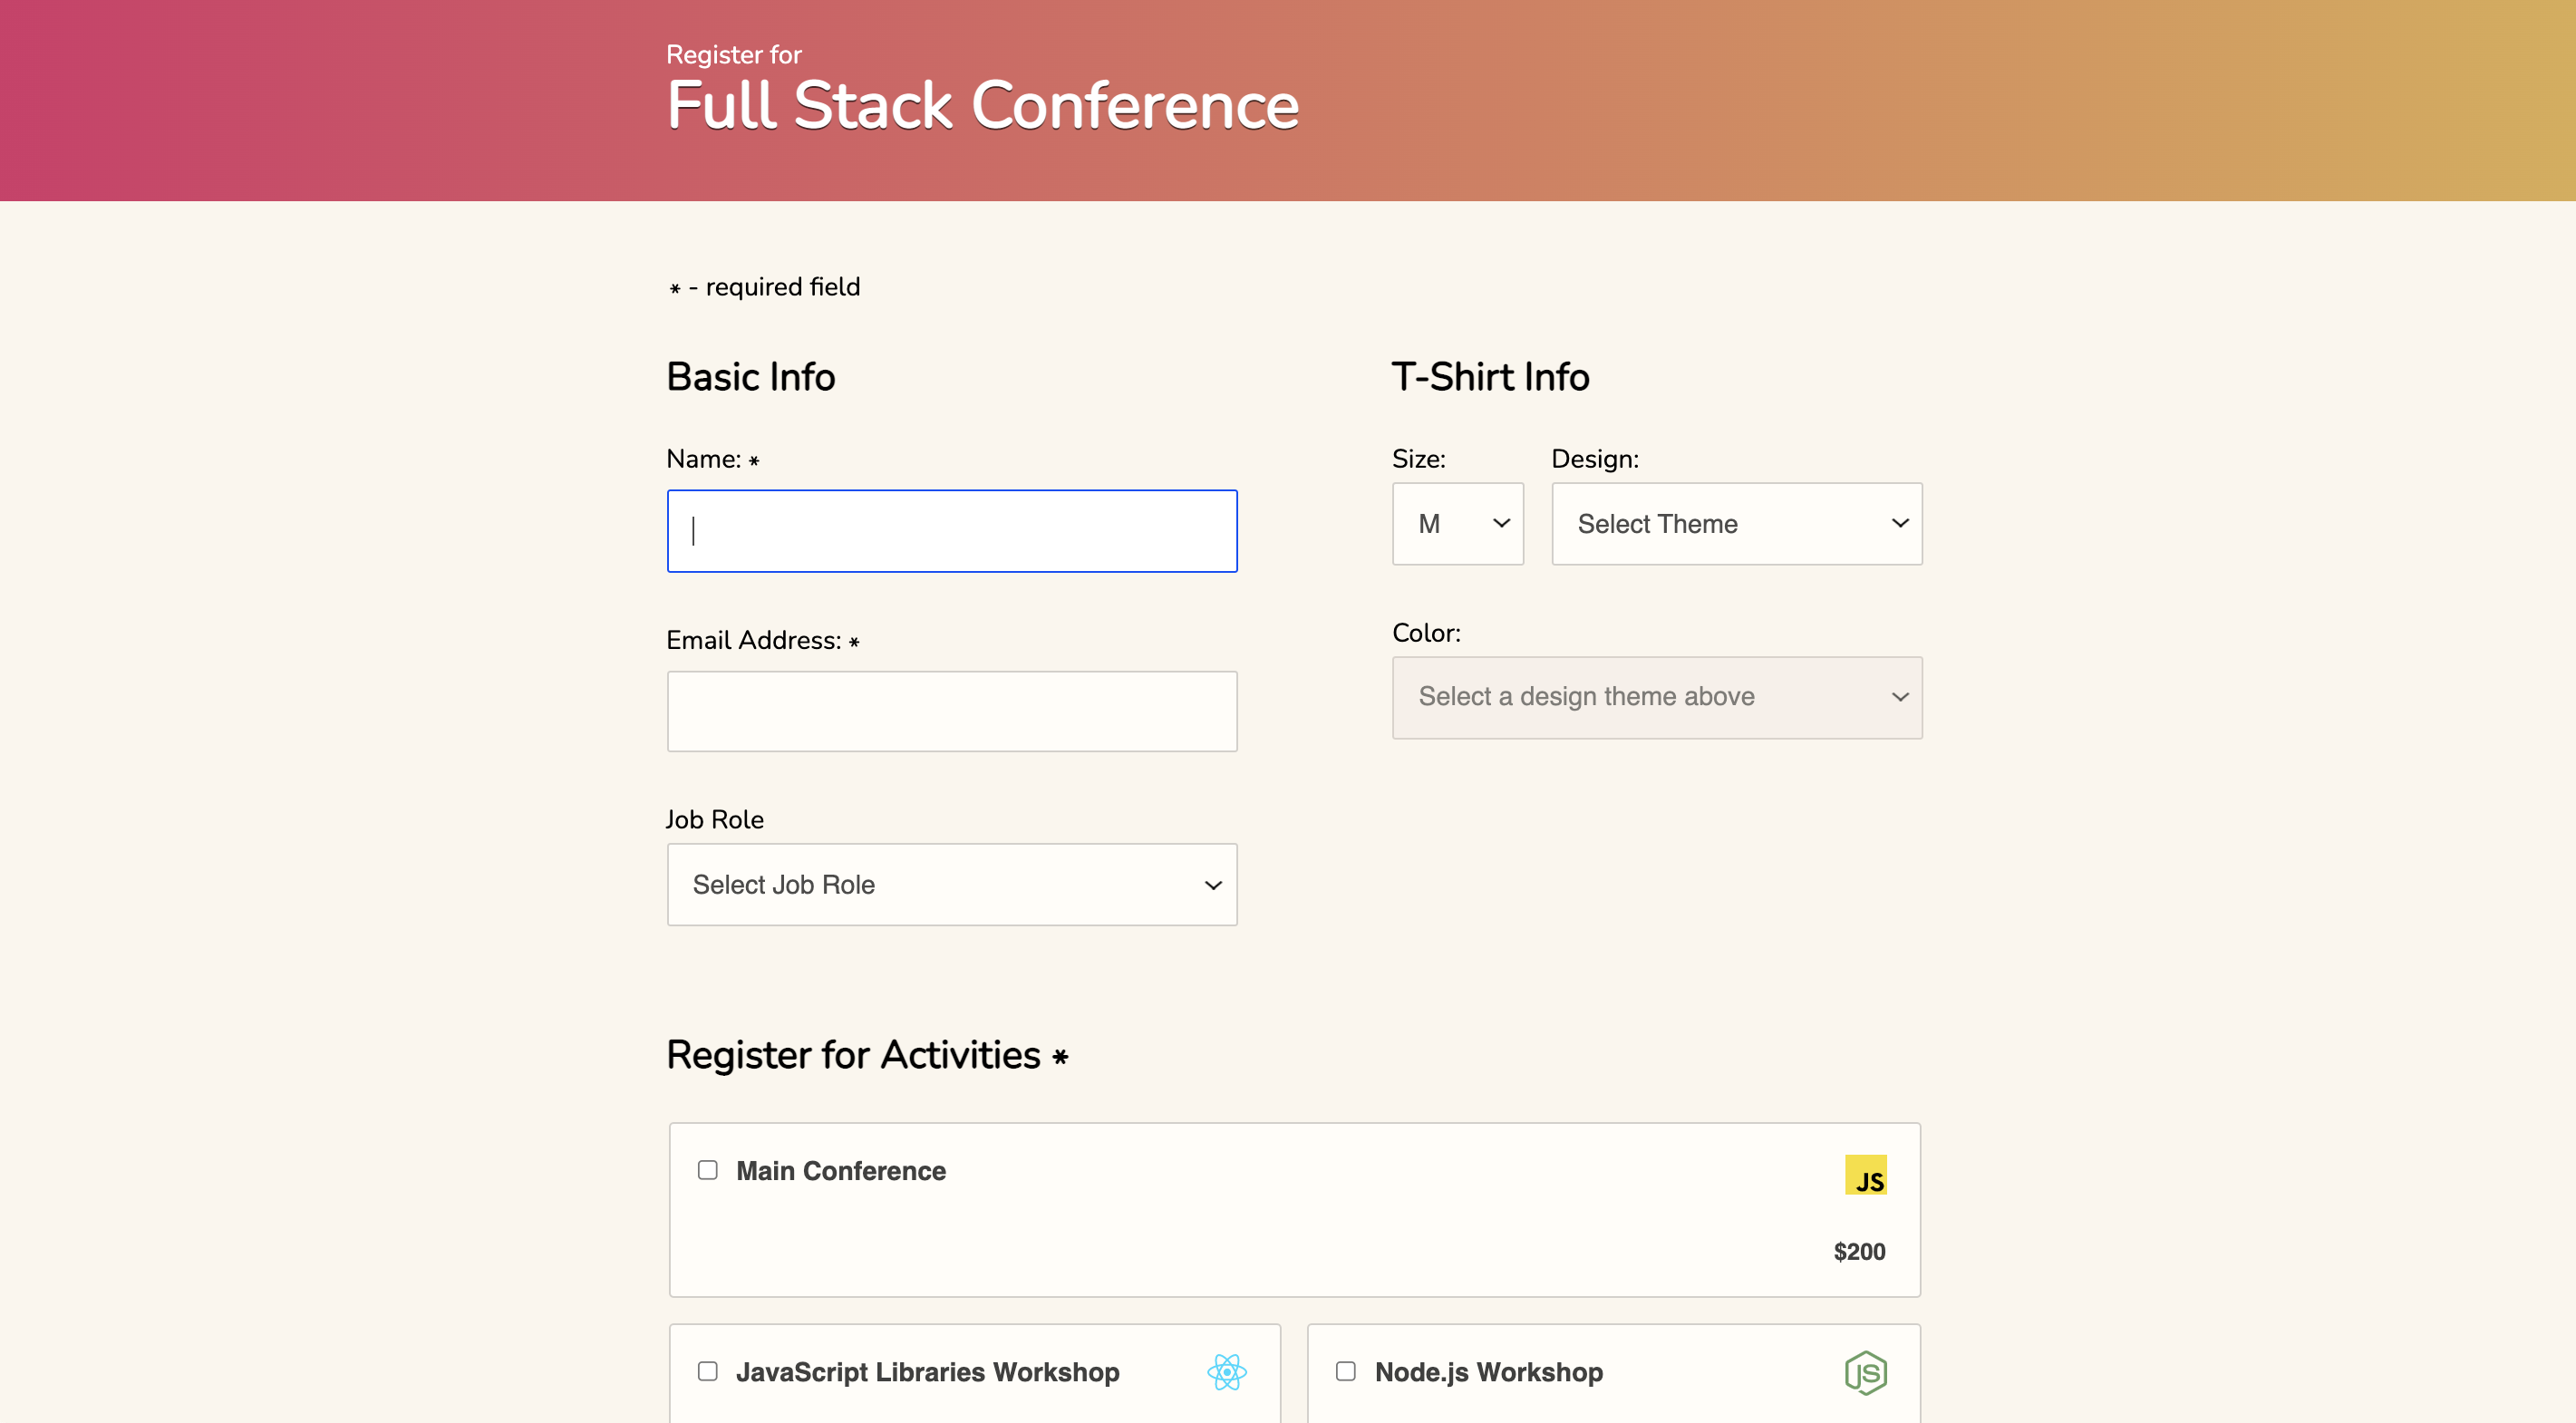 Register for
Full Stack Conference
* - required field
Basic Info
Name: *
Email Address: *
Job Role
Select Job Role
T-Shirt Info
Size:
Design:
M
Select Theme
Color:
Select a design theme above
Register for Activities *
Main Conference
JS
$200
JavaScript Libraries Workshop
Node.js Workshop
JS